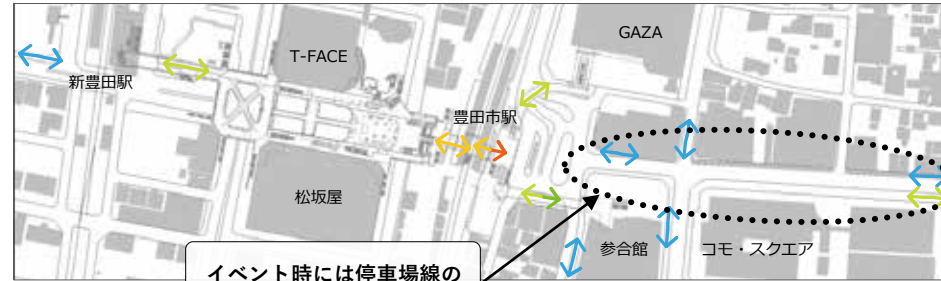 GAZA
T-FACE
新豊田駅
豊田市駅
松坂屋
参合館
コモ・スクエア
イベント時には停車場線の